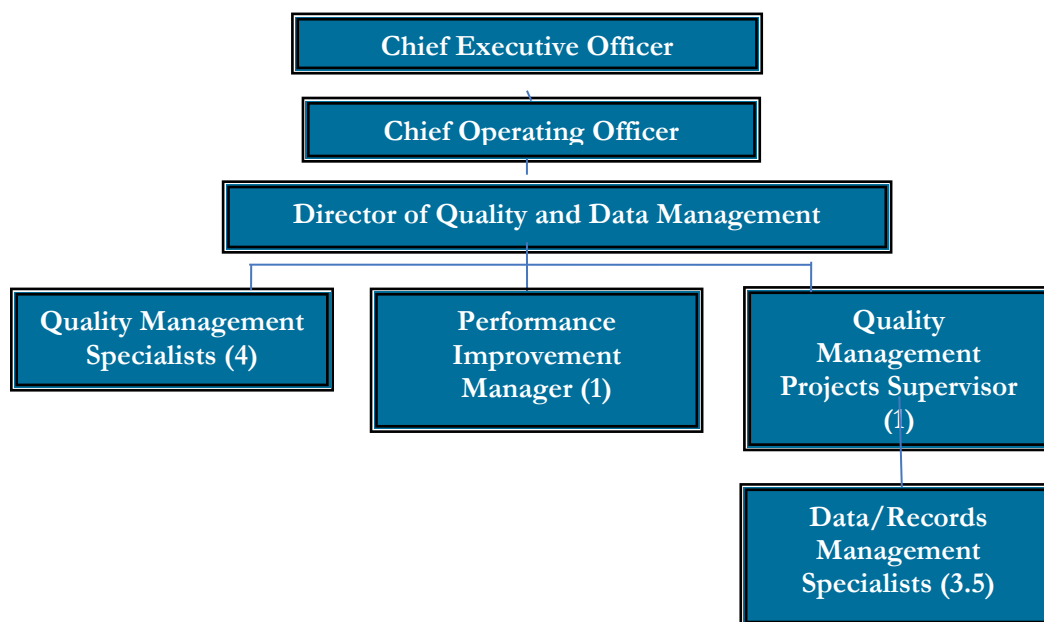 Chief Executive Officer
Chief Operating Officer
Director of Quality and Data Management
Quality Management
Specialists (4)
Performance
Improvement
Manager (1)
Quality
Management
Projects Supervisor
(1)
Data/Records
Management
Specialists (3.5)